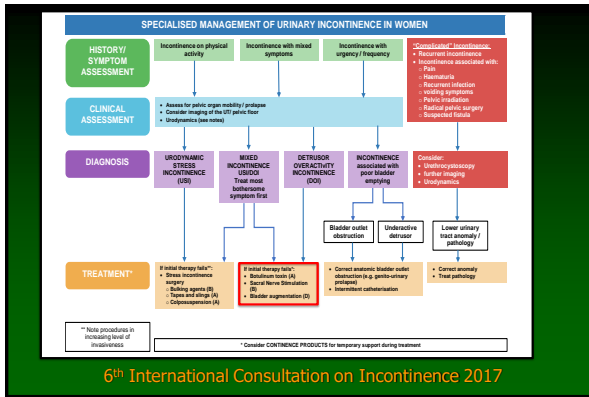 SPECIALISED MANAGEMENT OF URINARY INCONTINENCE IN WOMEN
HISTORY/
SYMPTOM
ASSESSMENT
Incontinence on physical
activity
Incontinence with mixed
symptoms
Incontinence with
urgency / frequency
"Complicated" Incontinence:
• Recurrent incontinence
• Incontinence associated with:
o Pain
o Haematuria
o Recurrent infection
o voiding symptoms
o Pelvic irradiation
o Radical pelvic surgery
o Suspected fistula
CLINICAL
ASSESSMENT
• Assess for pelvic organ mobility / prolapse
• Consider imaging of the UT/ pelvic floor
• Urodynamics (see notes)
DIAGNOSIS
URODYNAMIC
STRESS
INCONTINENCE
(USI)
MIXED
INCONTINENCE
USI/DOI
Treat most
bothersome
symptom first
DETRUSOR
OVERACTIVITY
INCONTINENCE
(DOI)
INCONTINENCE
associated with
poor bladder
emptying
Consider:
• Urethrocystoscopy
• further imaging
• Urodynamics
Bladder outlet
obstruction
Underactive
detrusor
Lower urinary
tract anomaly /
pathology
TREATMENT*
If initial therapy fails**:
• Stress incontinence
surgery
o Bulking agents (B)
o Tapes and slings (A)
o Colposuspension (A)
If initial therapy fails*:
• Botulinum toxin (A)
• Sacral Nerve Stimulation
(B)
• Bladder augmentation (D)
• Correct anatomic bladder outlet
obstruction (e.g. genito-urinary
prolapse)
• Intermittent catheterisation
• Correct anomaly
• Treat pathology
** Note procedures in
increasing level of
invasiveness
* Consider CONTINENCE PRODUCTS for temporary support during treatment
6th International Consultation on Incontinence 2017